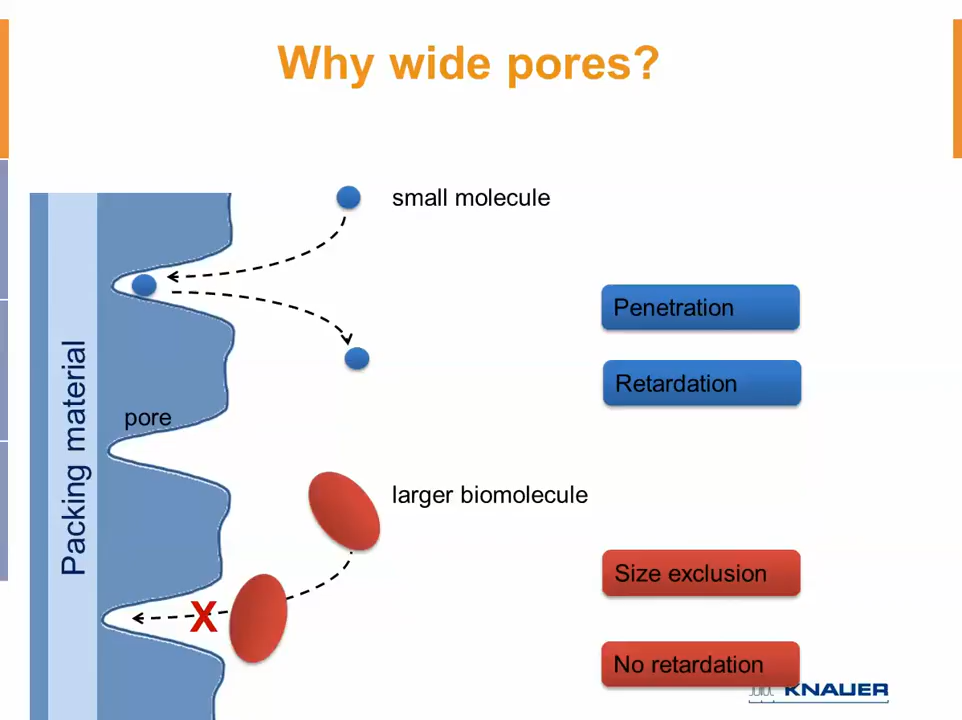 Why wide pores?
small molecule
Penetration
Retardation
pore
Packing material
larger biomolecule
Size exclusion
X
No retardation
KNAUER